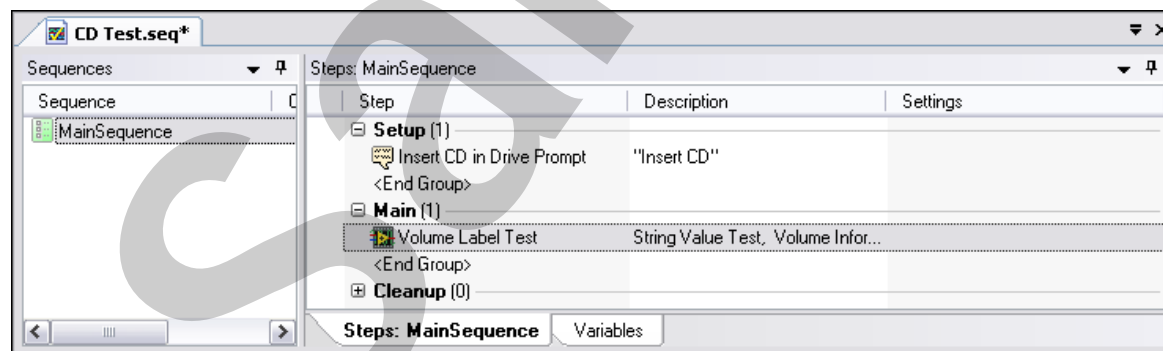 CD Test.seq*
Sequences
Steps: MainSequence
Sequence
Step Description Settings
MainSequence
Setup (1)
Insert CD in Drive Prompt "Insert CD"
<End Group>
Main (1)
Volume Label Test String Value Test, Volume Infor...
<End Group>
Cleanup (0)
Steps: MainSequence Variables